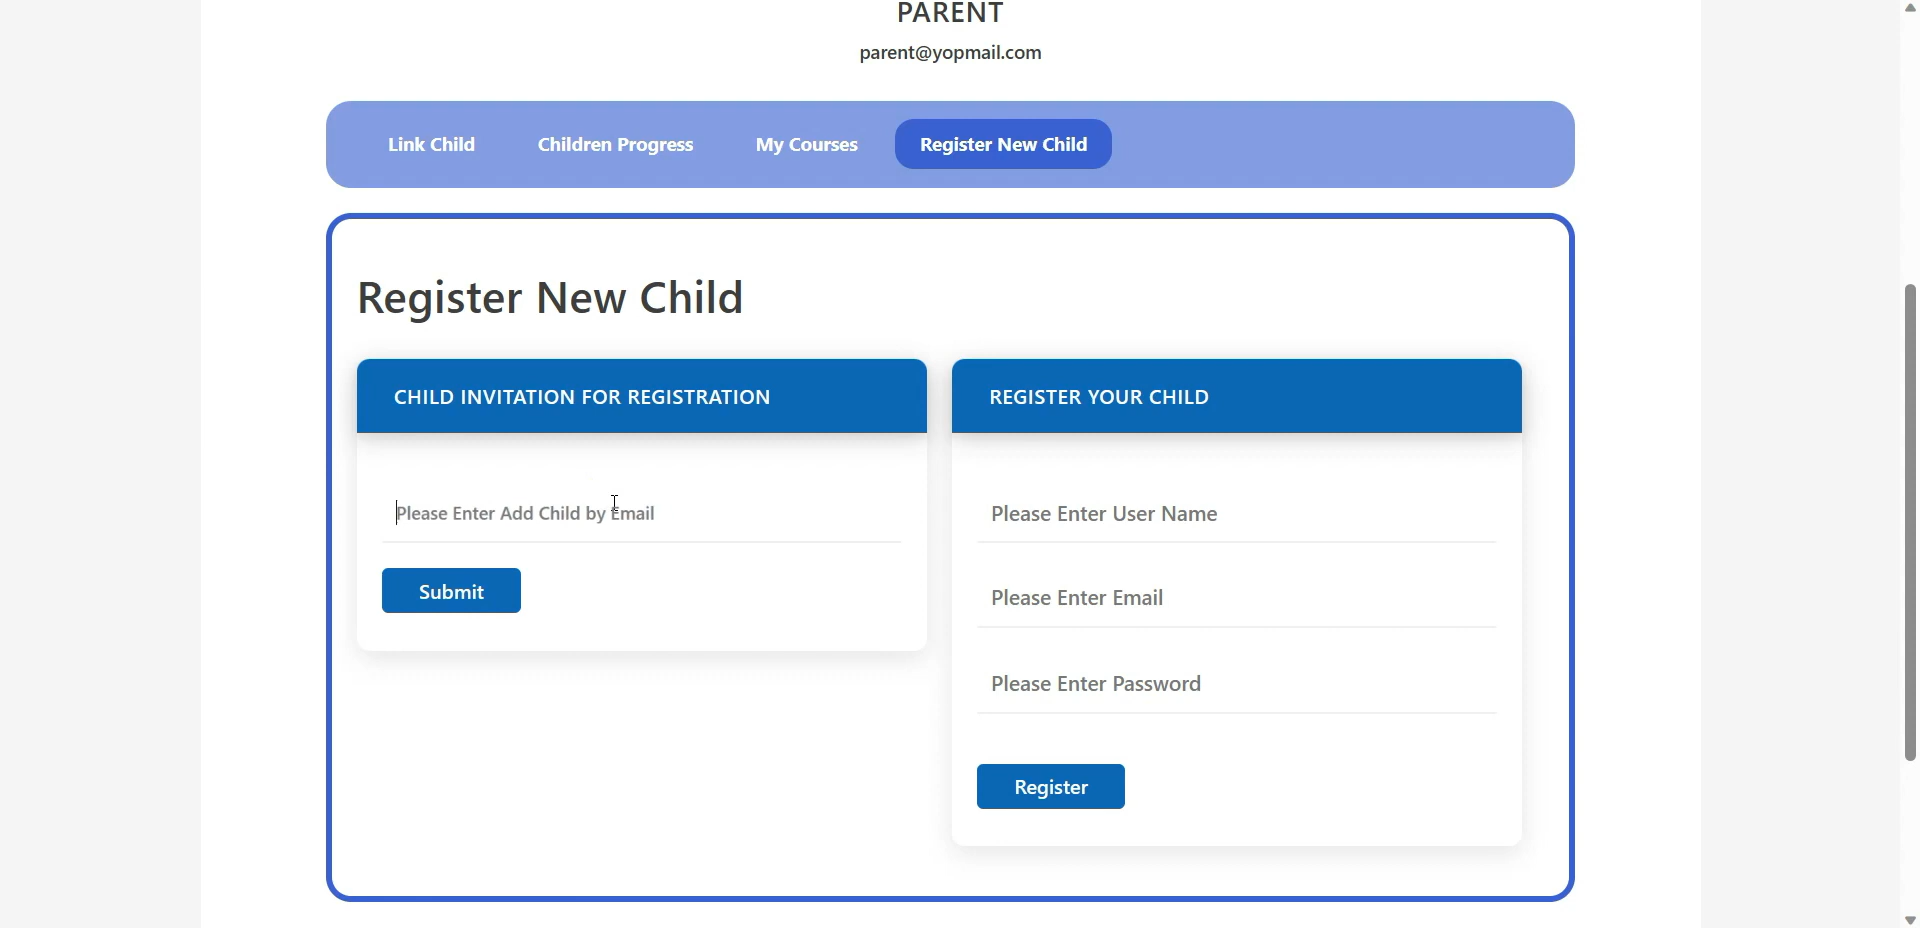 PARENT
parent@yopmail.com
Link Child
Children Progress
My Courses
Register New Child
Register New Child
CHILD INVITATION FOR REGISTRATION
Please Enter Add Child by Email
Submit
REGISTER YOUR CHILD
Please Enter User Name
Please Enter Email
Please Enter Password
Register